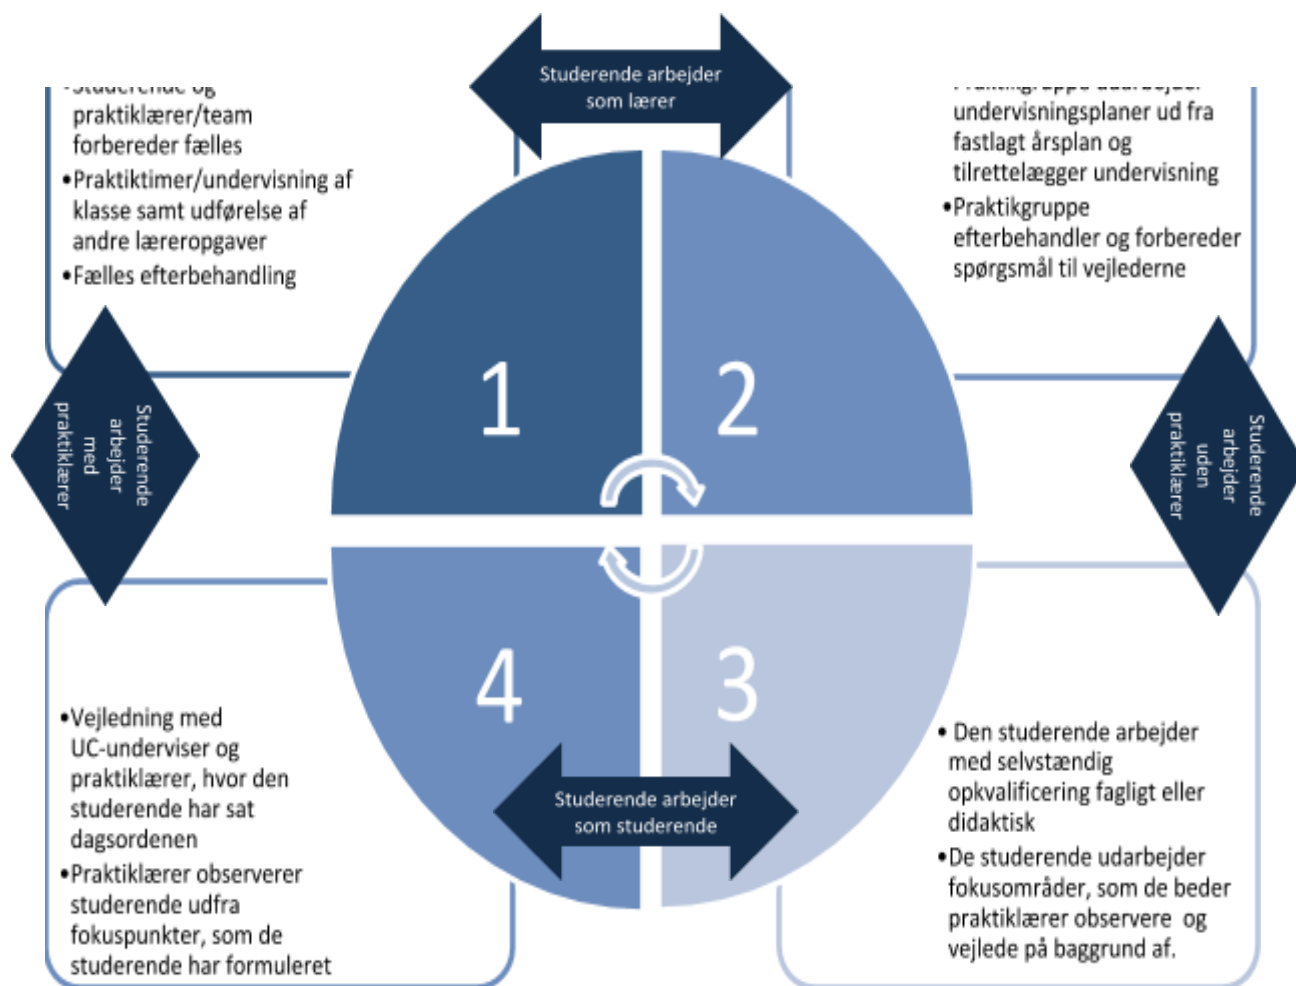 Studerende arbejder
som lærer
•Studerende og
praktiklærer/team
forbereder fælles
•Praktiktimer/undervisning af
klasse samt udførelse af
andre læreropgaver
•Fælles efterbehandling
Praktikgruppe udarbejder
undervisningsplaner ud fra
fastlagt årsplan og
tilrettelægger undervisning
•Praktikgruppe
efterbehandler og forbereder
spørgsmål til vejlederne
1
2
Studerende
arbejder
med
praktiklærer
Studerende
arbejder
uden
praktiklærer
4
3
•Vejledning med
UC-underviser og
praktiklærer, hvor den
studerende har sat
dagsordenen
•Praktiklærer observerer
studerende udfra
fokuspunkter, som de
studerende har formuleret
Studerende arbejder
som studerende
• Den studerende arbejder
med selvstændig
opkvalificering fagligt eller
didaktisk
•De studerende udarbejder
fokusområder, som de beder
praktiklærer observere og
vejlede på baggrund af.